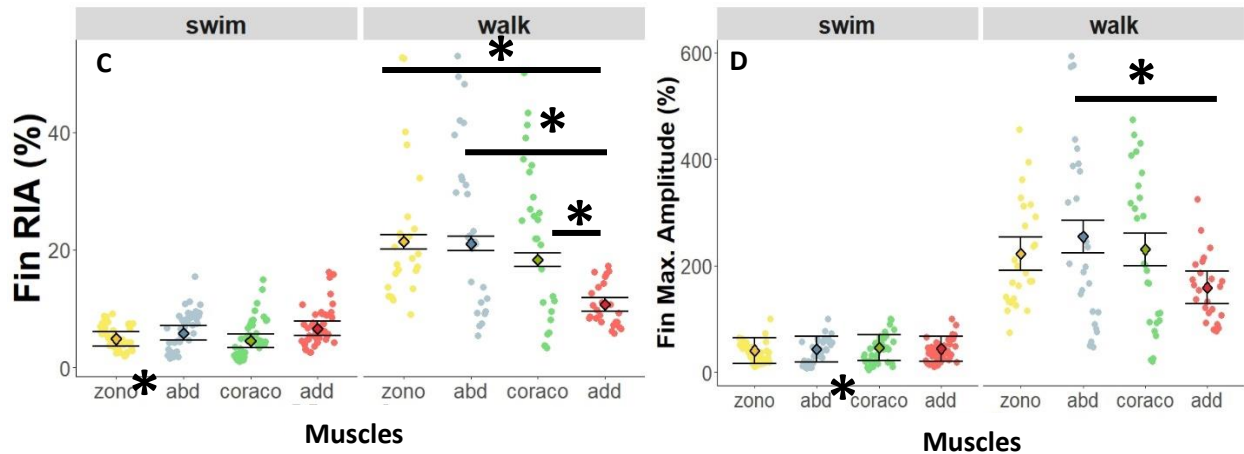 swim walk
C
Fin RIA (%)
40
20
0
*
*
*
*
zono abd coraco add zono abd coraco add
Muscles
swim walk
D
Fin Max. Amplitude (%)
600
400
200
0
*
*
zono abd coraco add zono abd coraco add
Muscles